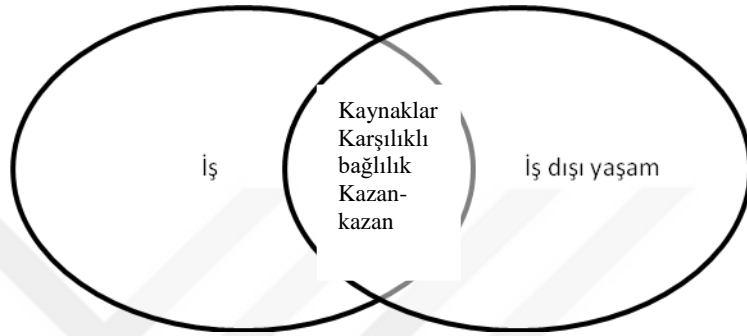 İş
Kaynaklar
Karşılıklı
bağlılık
Kazan-
kazan
İş dışı yaşam